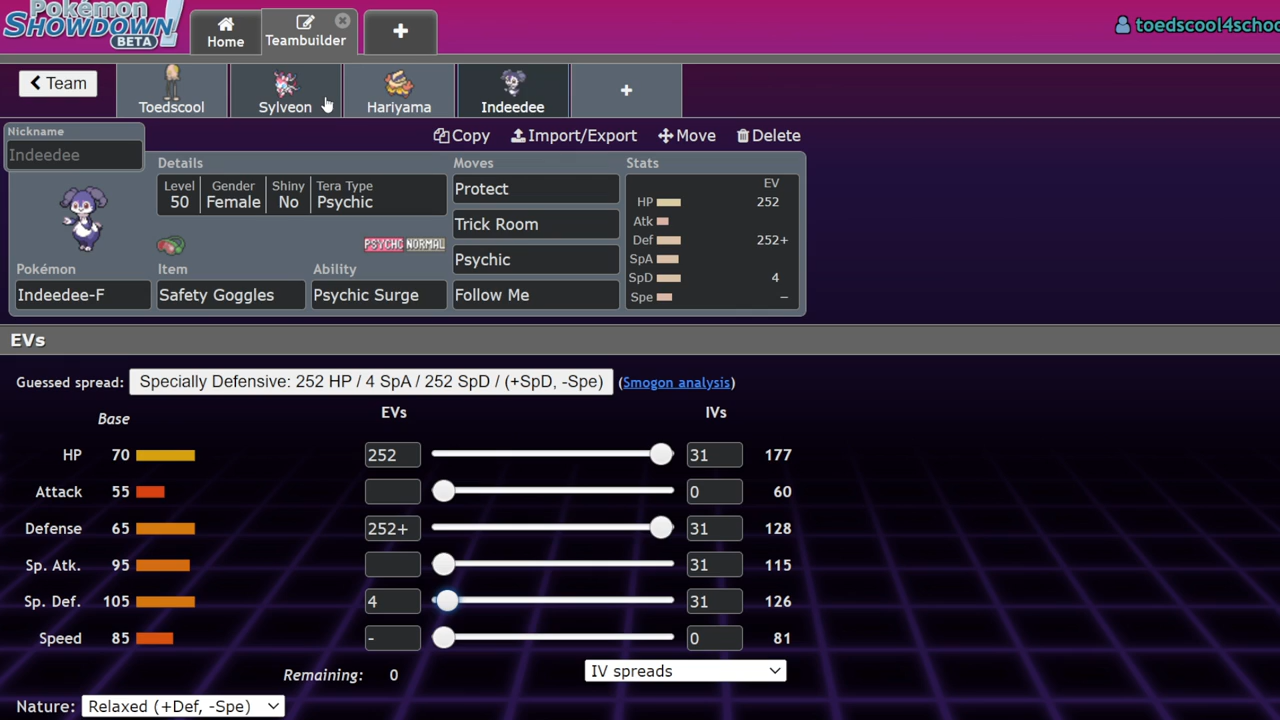 Pokémon
SHOWDOWN!
BETA
Home
Teambuilder
toedscool4schoo
Team
Toedscool
Sylveon
Hariyama
Indeedee
+
Nickname
Indeedee
Copy
Import/Export
Move
Delete
Details
Moves
Stats
Level
50
Gender
Female
Shiny
No
Tera Type
Psychic
Protect
Trick Room
Psychic
Follow Me
EV
HP 252
Atk
Def 252+
SpA
SpD 4
Spe –
PSYCHC NORMAL
Pokémon
Indeedee-F
Item
Safety Goggles
Ability
Psychic Surge
EVs
Guessed spread: Specially Defensive: 252 HP / 4 SpA / 252 SpD / (+SpD, -Spe) (Smogon analysis)
Base EVs IVs
HP 70 252 31 177
Attack 55 0 60
Defense 65 252+ 31 128
Sp. Atk. 95 31 115
Sp. Def. 105 4 31 126
Speed 85 - 0 81
Remaining: 0 IV spreads
Nature: Relaxed (+Def, -Spe)